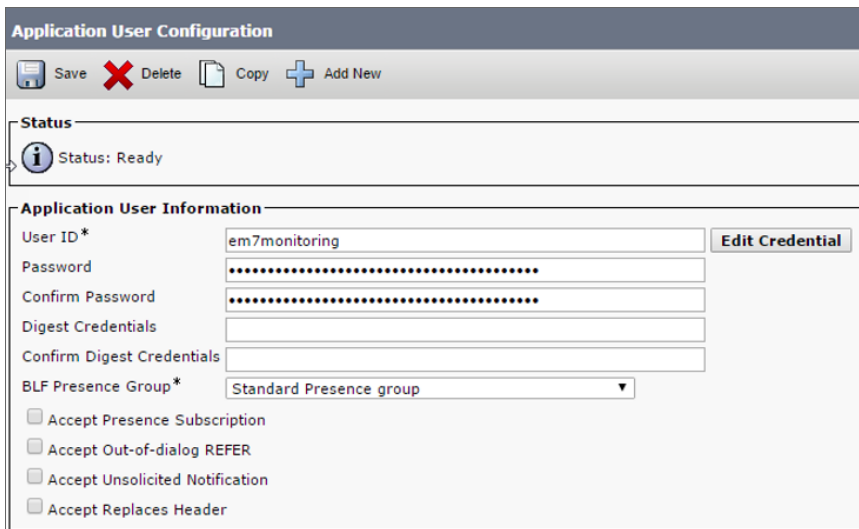 Application User Configuration
Save Delete Copy Add New
Status
i Status: Ready
Application User Information
User ID* em7monitoring Edit Credential
Password ••••••••••••••••••••••••••••••••••••••••
Confirm Password ••••••••••••••••••••••••••••••••••••••••
Digest Credentials
Confirm Digest Credentials
BLF Presence Group* Standard Presence group
Accept Presence Subscription
Accept Out-of-dialog REFER
Accept Unsolicited Notification
Accept Replaces Header